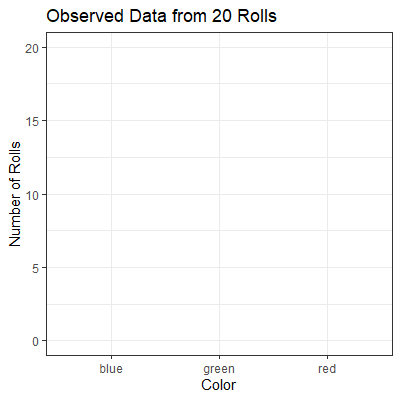 Observed Data from 20 Rolls
20
15
10
5
0
Number of Rolls
blue green red
Color